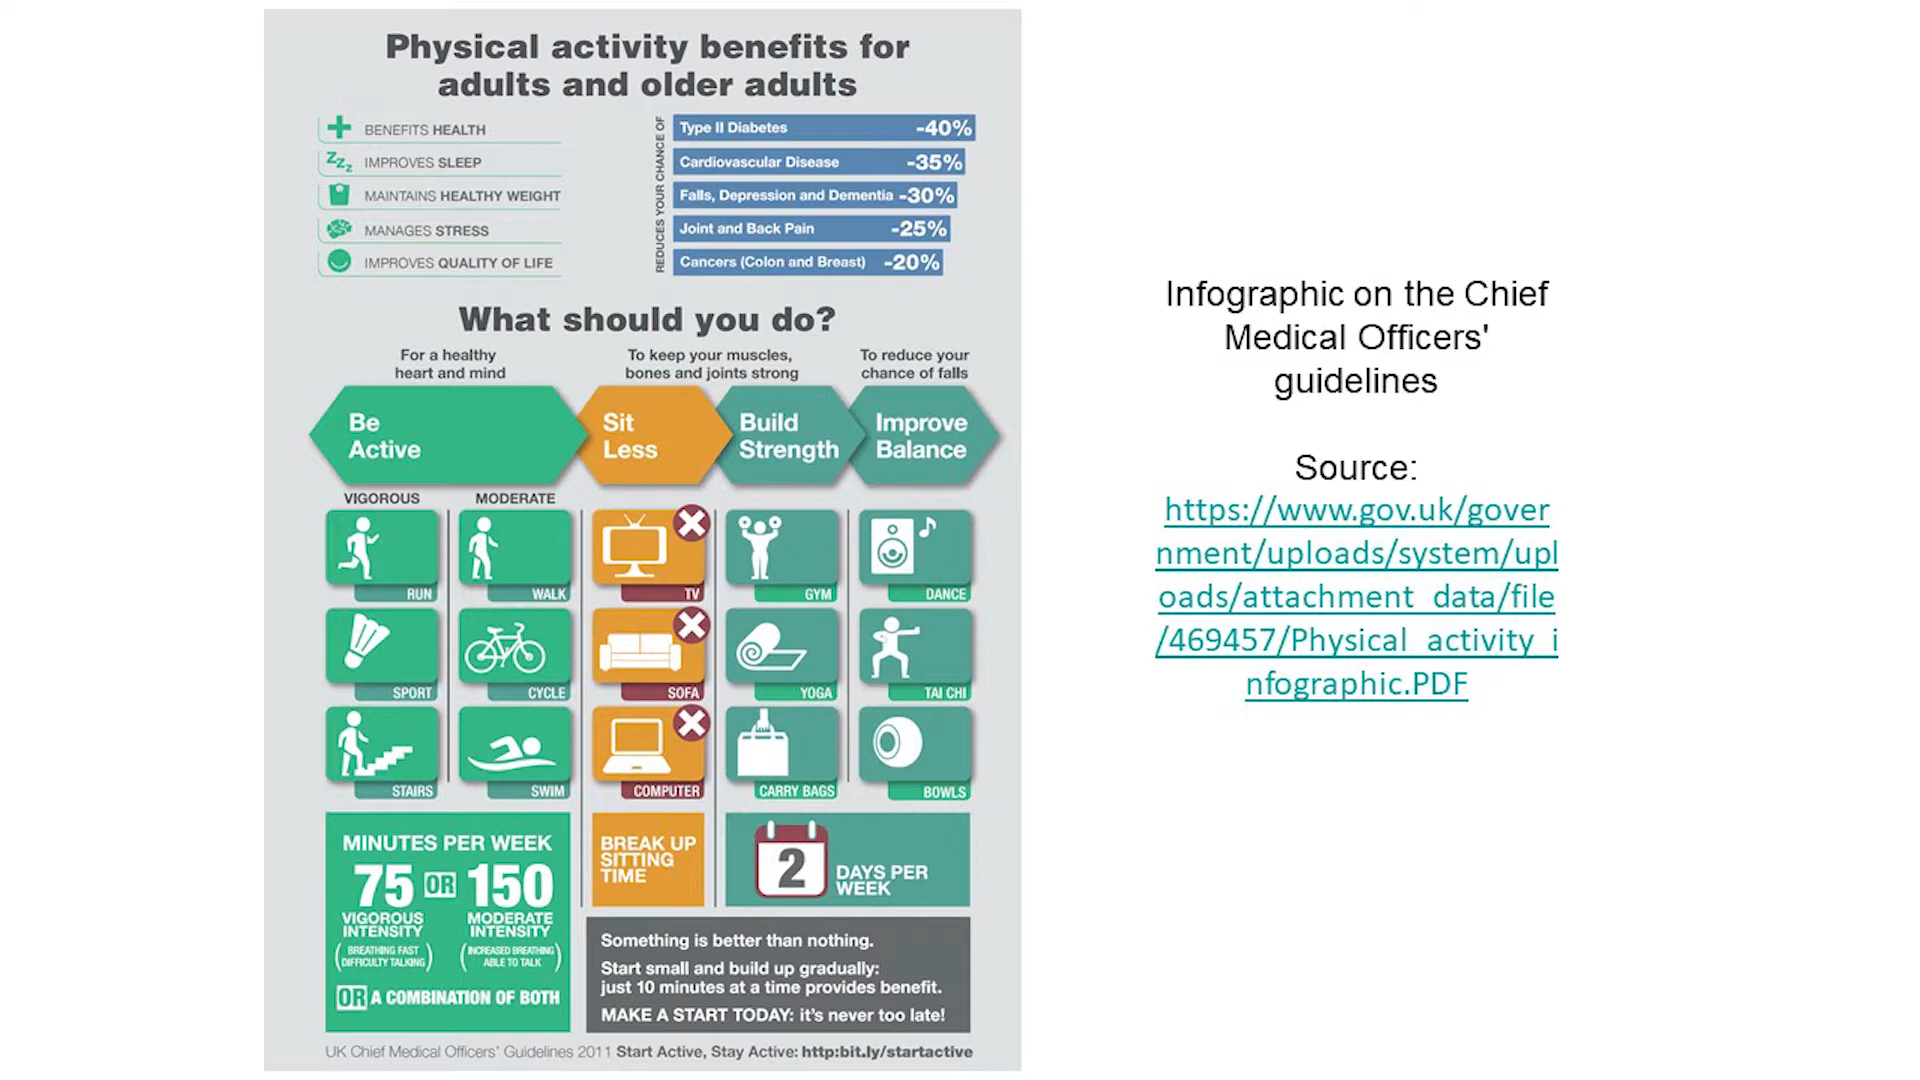 Physical activity benefits for
adults and older adults
BENEFITS HEALTH
Zzz
IMPROVES SLEEP
MAINTAINS HEALTHY WEIGHT
MANAGES STRESS
IMPROVES QUALITY OF LIFE
REDUCES YOUR CHANCE OF
Type II Diabetes -40%
Cardiovascular Disease -35%
Falls, Depression and Dementia -30%
Joint and Back Pain -25%
Cancers (Colon and Breast) -20%
What should you do?
For a healthy
heart and mind
To keep your muscles,
bones and joints strong
To reduce your
chance of falls
Be
Active
Sit
Less
Build
Strength
Improve
Balance
VIGOROUS
MODERATE
RUN
WALK
TV
GYM
DANCE
SPORT
CYCLE
SOFA
YOGA
TAI CHI
STAIRS
SWIM
COMPUTER
CARRY BAGS
BOWLS
MINUTES PER WEEK
75 OR 150
VIGOROUS
INTENSITY
(BREATHING FAST
DIFFICULTY TALKING)
MODERATE
INTENSITY
(INCREASED BREATHING
ABLE TO TALK)
OR A COMBINATION OF BOTH
BREAK UP
SITTING
TIME
2
DAYS PER
WEEK
Something is better than nothing.
Start small and build up gradually:
just 10 minutes at a time provides benefit.
MAKE A START TODAY: it's never too late!
UK Chief Medical Officers' Guidelines 2011 Start Active, Stay Active: http:bit.ly/startactive
Infographic on the Chief
Medical Officers'
guidelines
Source:
https://www.gov.uk/gover
nment/uploads/system/upl
oads/attachment_data/file
/469457/Physical_activity_i
nfographic.PDF